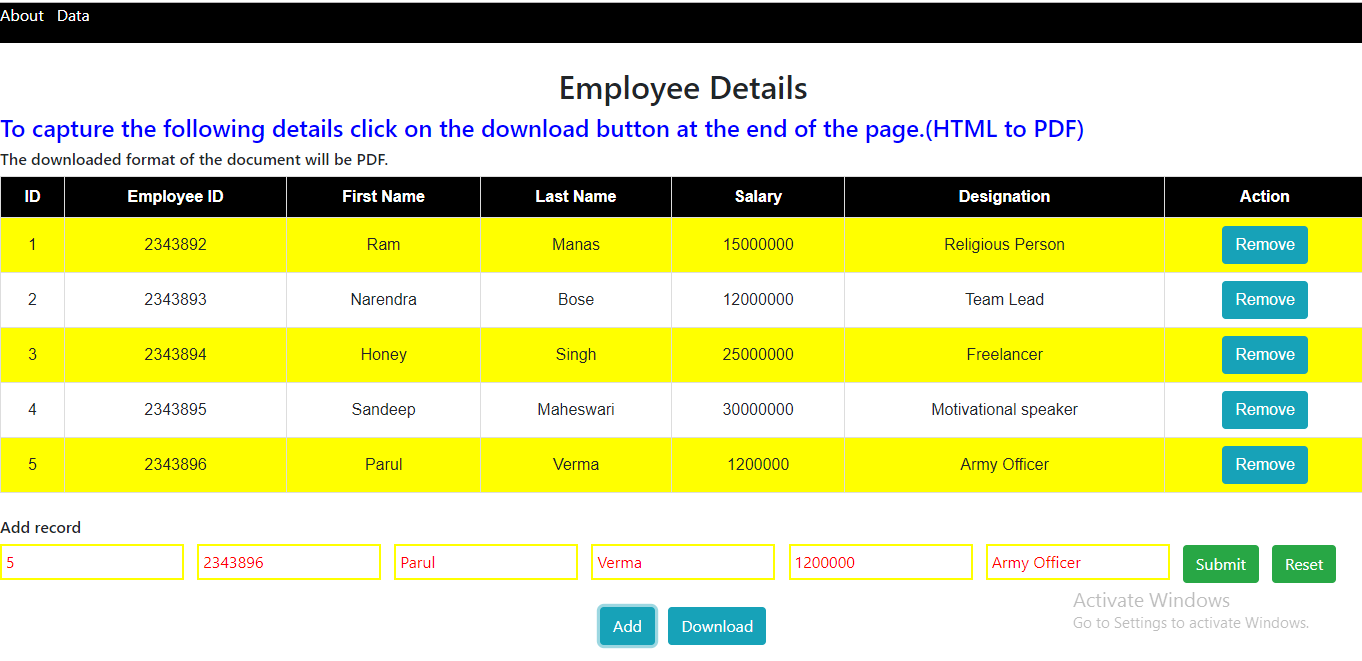 About Data
Employee Details
To capture the following details click on the download button at the end of the page.(HTML to PDF)
The downloaded format of the document will be PDF.
ID Employee ID First Name Last Name Salary Designation Action
1 2343892 Ram Manas 15000000 Religious Person Remove
2 2343893 Narendra Bose 12000000 Team Lead Remove
3 2343894 Honey Singh 25000000 Freelancer Remove
4 2343895 Sandeep Maheswari 30000000 Motivational speaker Remove
5 2343896 Parul Verma 1200000 Army Officer Remove
Add record
5 2343896 Parul Verma 1200000 Army Officer Submit Reset
Add Download
Activate Windows
Go to Settings to activate Windows.